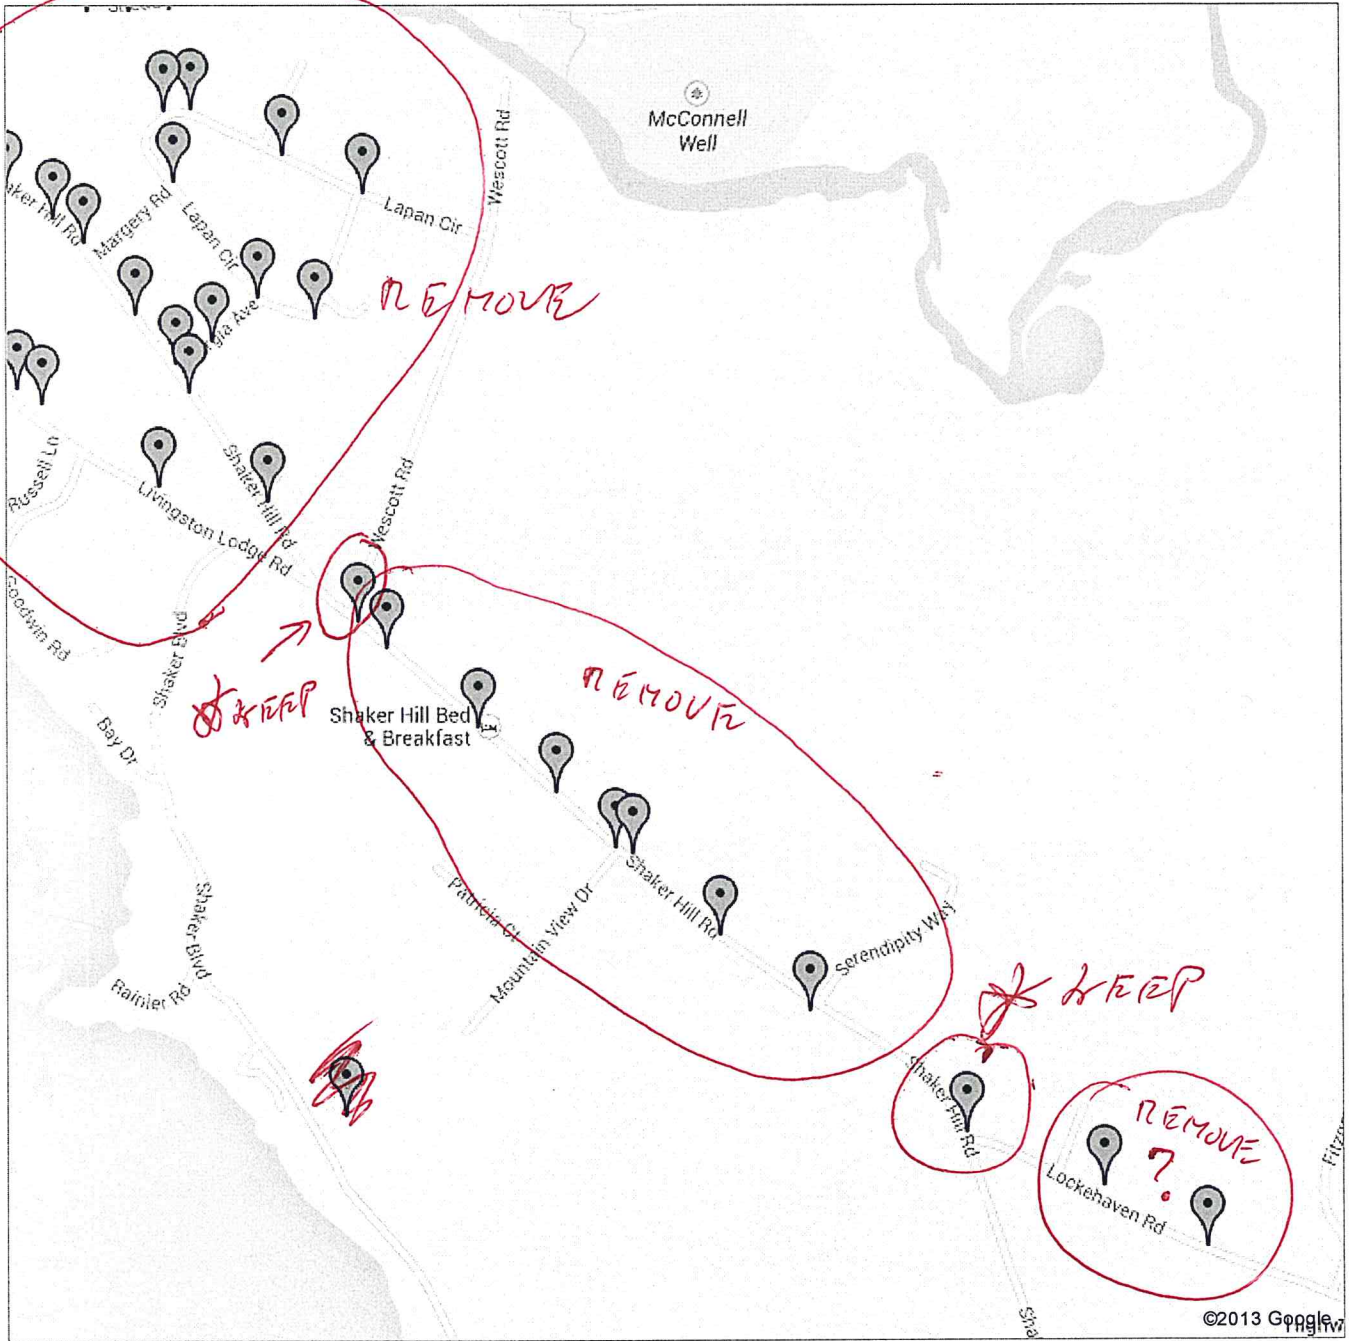 McConnell
Well
Wescott Rd
Lapan Cir
Margery Rd
Lapan Cir
REMOVE
Russell Ln
Livingston Lodge Rd
Shaker Hill Rd
Wescott Rd
Goodwin Rd
Shaker Blvd
KEEP
REMOVE
Shaker Hill Bed
& Breakfast
Bay Dr
Patricia Ct
Mountain View Dr
Shaker Hill Rd
Serendipity Way
Shaker Blvd
Rainier Rd
KEEP
Shaker Hill Rd
REMOVE
?
Lockehaven Rd
©2013 Google